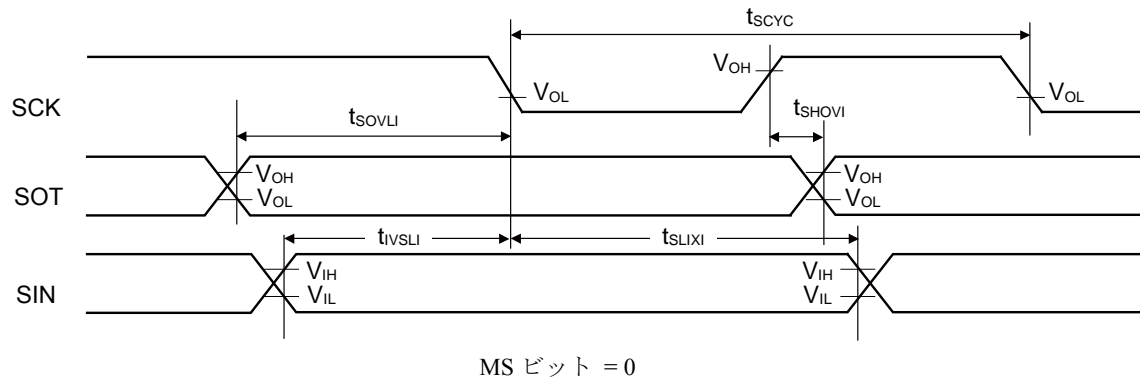 tSCYC
VOH
SCK
VOL
VOL
tSOVLI
tSHOVI
SOT
VOH
VOL
VOH
VOL
tIVSLI
tSLIXI
SIN
VIH
VIL
VIH
VIL
MS ビット = 0